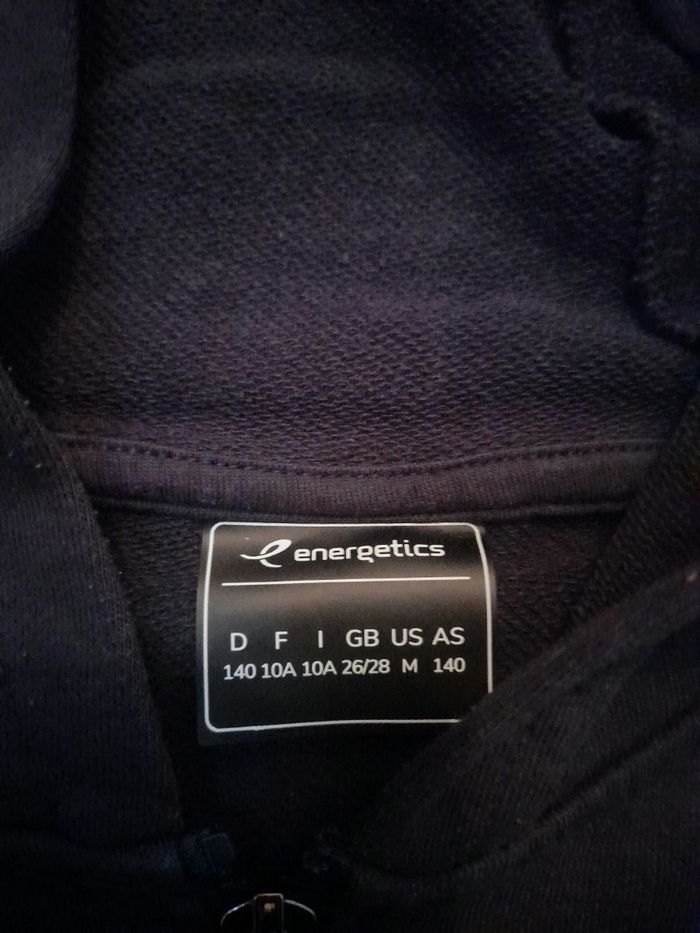 energetics
D F I GB US AS
140 10A 10A 26/28 M 140